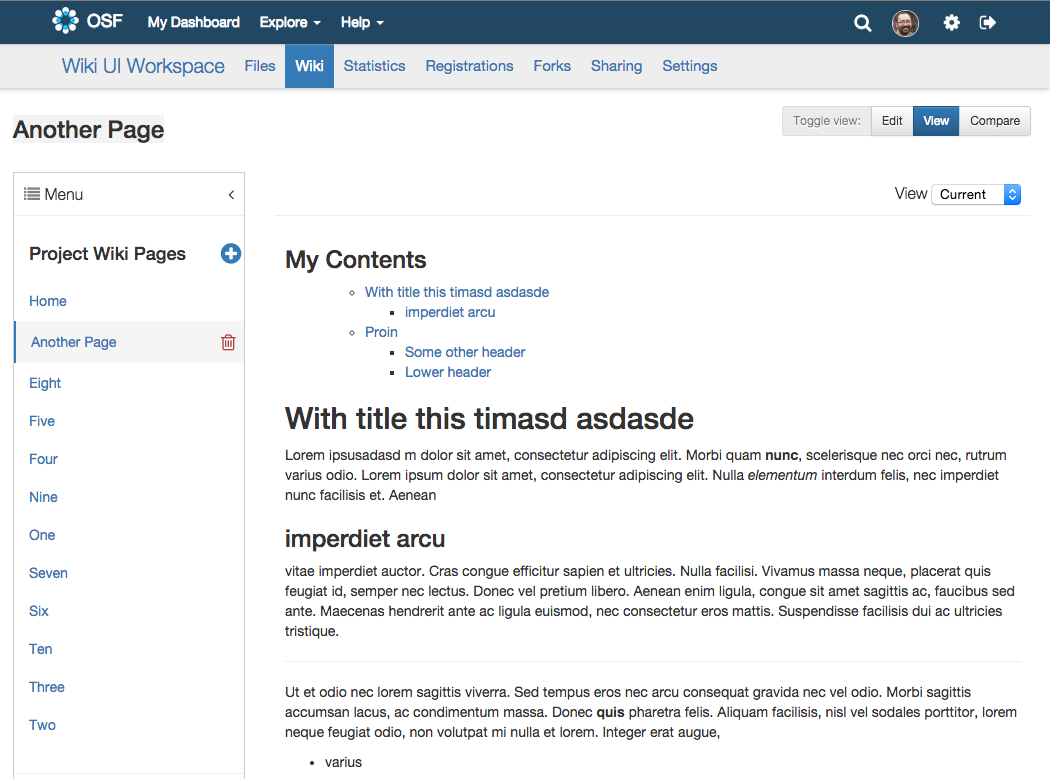 OSF My Dashboard Explore Help
Wiki UI Workspace Files Wiki Statistics Registrations Forks Sharing Settings
Another Page
Toggle view: Edit View Compare
Menu
View Current
Project Wiki Pages
Home
Another Page
Eight
Five
Four
Nine
One
Seven
Six
Ten
Three
Two
My Contents
With title this timasd asdasde
imperdiet arcu
Proin
Some other header
Lower header
With title this timasd asdasde
Lorem ipsusadasd m dolor sit amet, consectetur adipiscing elit. Morbi quam nunc, scelerisque nec orci nec, rutrum
varius odio. Lorem ipsum dolor sit amet, consectetur adipiscing elit. Nulla elementum interdum felis, nec imperdiet
nunc facilisis et. Aenean
imperdiet arcu
vitae imperdiet auctor. Cras congue efficitur sapien et ultricies. Nulla facilisi. Vivamus massa neque, placerat quis
feugiat id, semper nec lectus. Donec vel pretium libero. Aenean enim ligula, congue sit amet sagittis ac, faucibus sed
ante. Maecenas hendrerit ante ac ligula euismod, nec consectetur eros mattis. Suspendisse facilisis dui ac ultricies
tristique.
Ut et odio nec lorem sagittis viverra. Sed tempus eros nec arcu consequat gravida nec vel odio. Morbi sagittis
accumsan lacus, ac condimentum massa. Donec quis pharetra felis. Aliquam facilisis, nisl vel sodales porttitor, lorem
neque feugiat odio, non volutpat mi nulla et lorem. Integer erat augue,
varius